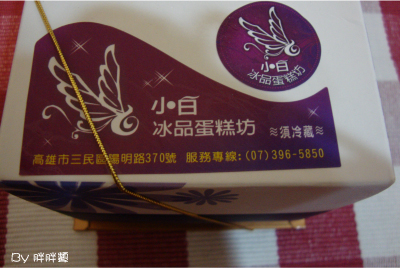 小白
冰品蛋糕坊
小白
冰品蛋糕坊
≈須冷藏≈
高雄市三民區陽明路370號 服務專線:(07)396-5850
By 胖胖